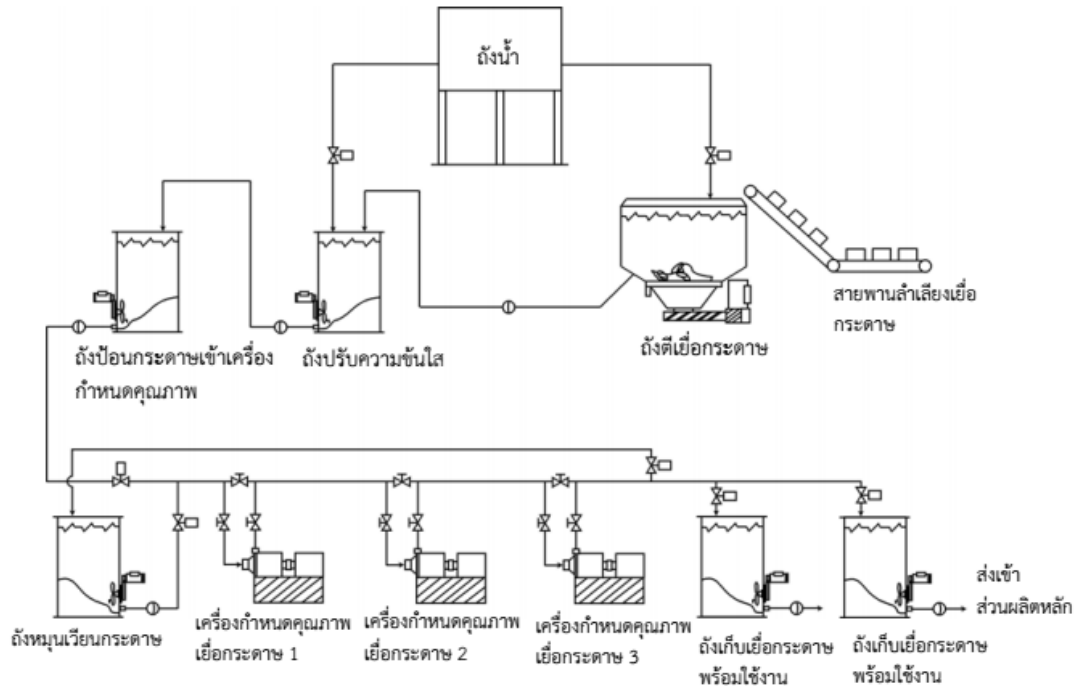 ถังน้ำ
สายพานลำเลียงเยื่อ
กระดาษ
ถังตีเยื่อกระดาษ
ถังปรับความข้นใส
ถังป้อนกระดาษเข้าเครื่อง
กำหนดคุณภาพ
ถังหมุนเวียนกระดาษ
เครื่องกำหนดคุณภาพ
เยื่อกระดาษ 1
เครื่องกำหนดคุณภาพ
เยื่อกระดาษ 2
เครื่องกำหนดคุณภาพ
เยื่อกระดาษ 3
ถังเก็บเยื่อกระดาษ
พร้อมใช้งาน
ถังเก็บเยื่อกระดาษ
พร้อมใช้งาน
ส่งเข้า
ส่วนผลิตหลัก